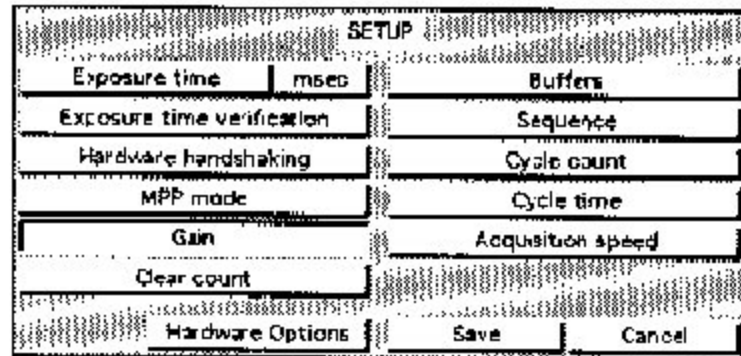 SETUP
Exposure time msec
Exposure time verification
Hardware handshaking
MPP mode
Gain
Clear count
Hardware Options
Buffers
Sequence
Cycle count
Cycle time
Acquisition speed
Save Cancel